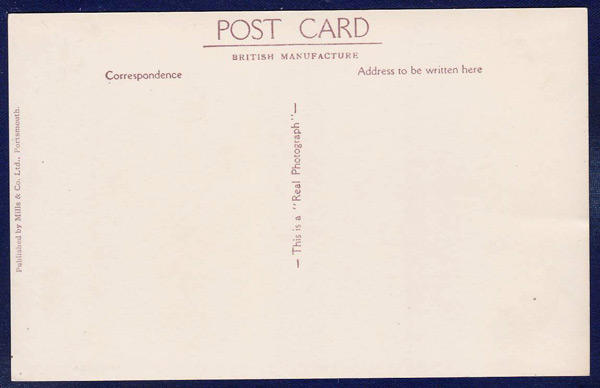 POST CARD
BRITISH MANUFACTURE
Correspondence
Address to be written here
— This is a "Real Photograph" —
Published by Mills & Co. Ltd., Portsmouth.